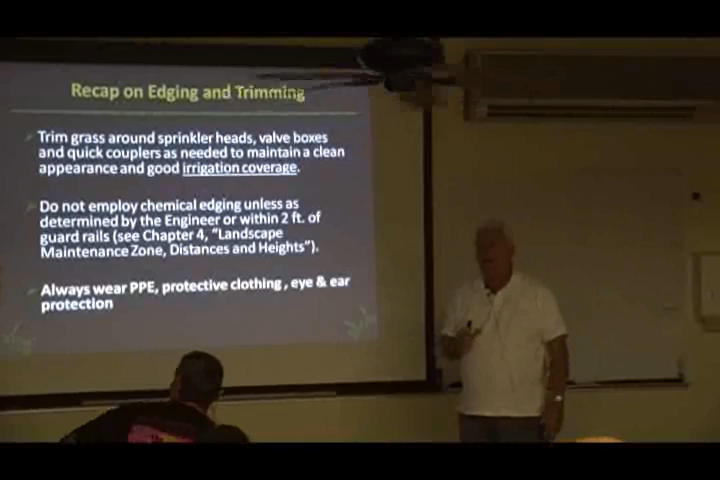 Recap on Edging and Trimming
Trim grass around sprinkler heads, valve boxes
and quick couplers as needed to maintain a clean
appearance and good irrigation coverage.
Do not employ chemical edging unless as
determined by the Engineer or within 2 ft. of
guard rails (see Chapter 4, “Landscape
Maintenance Zone, Distances and Heights”).
Always wear PPE, protective clothing , eye & ear
protection